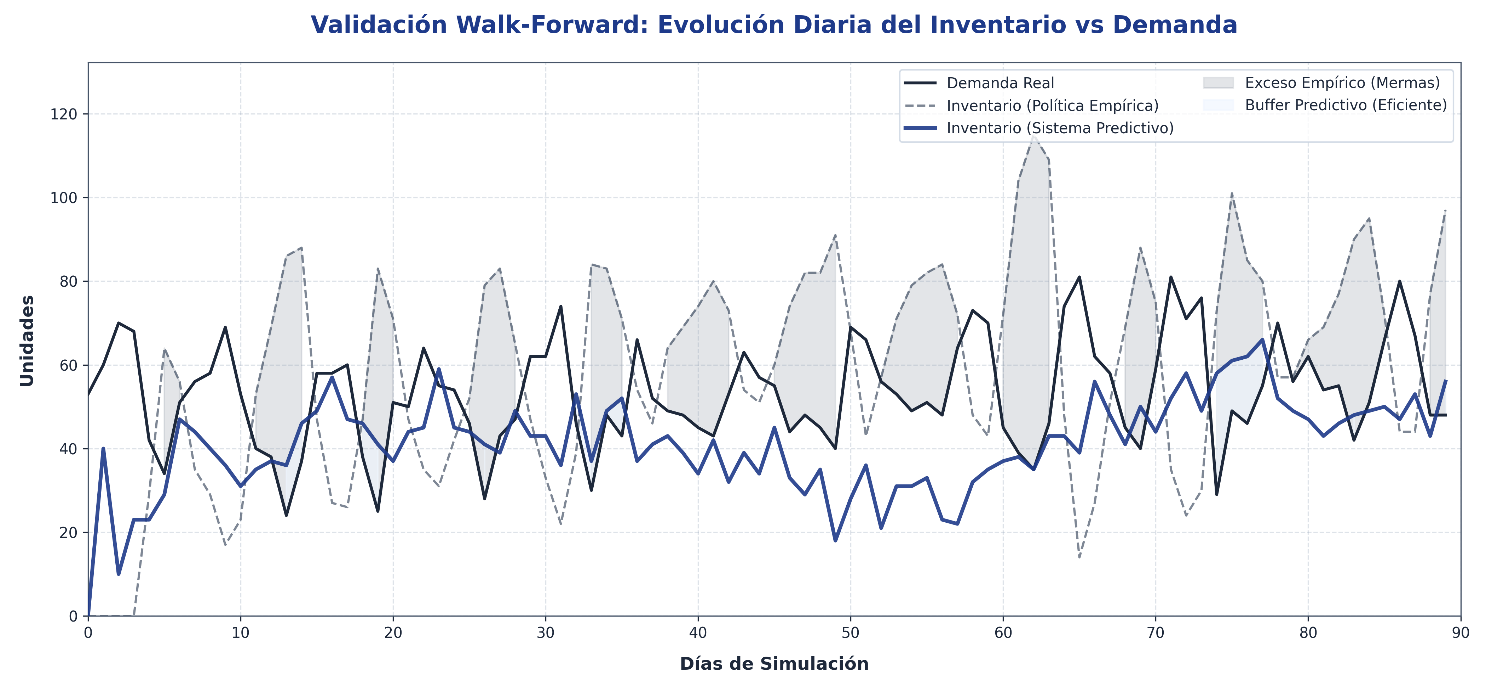 Validación Walk-Forward: Evolución Diaria del Inventario vs Demanda
Demanda Real
Inventario (Política Empírica)
Inventario (Sistema Predictivo)
Exceso Empírico (Mermas)
Buffer Predictivo (Eficiente)
Unidades
120
100
80
60
40
20
0
0 10 20 30 40 50 60 70 80 90
Días de Simulación